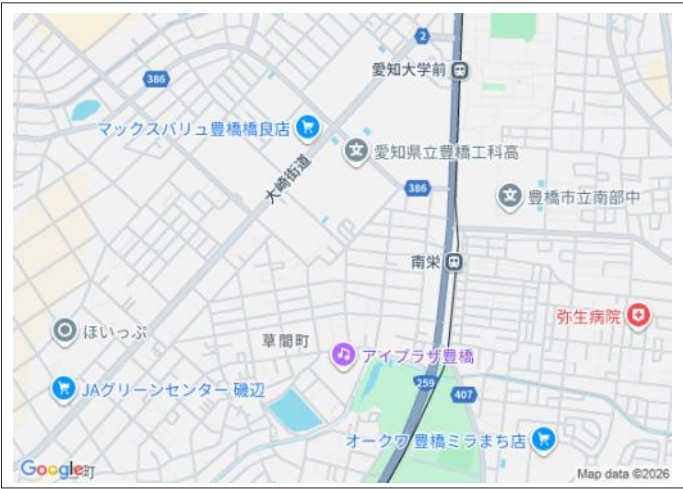 2
愛知大学前
386
マックスバリュ豊橋橋良店
愛知県立豊橋工科高
大崎街道
386
豊橋市立南部中
南栄
弥生病院
ほいっぷ
草間町
アイプラザ豊橋
259
JAグリーンセンター 磯辺
407
オークワ 豊橋ミラまち店
Google
町
Map data ©2026